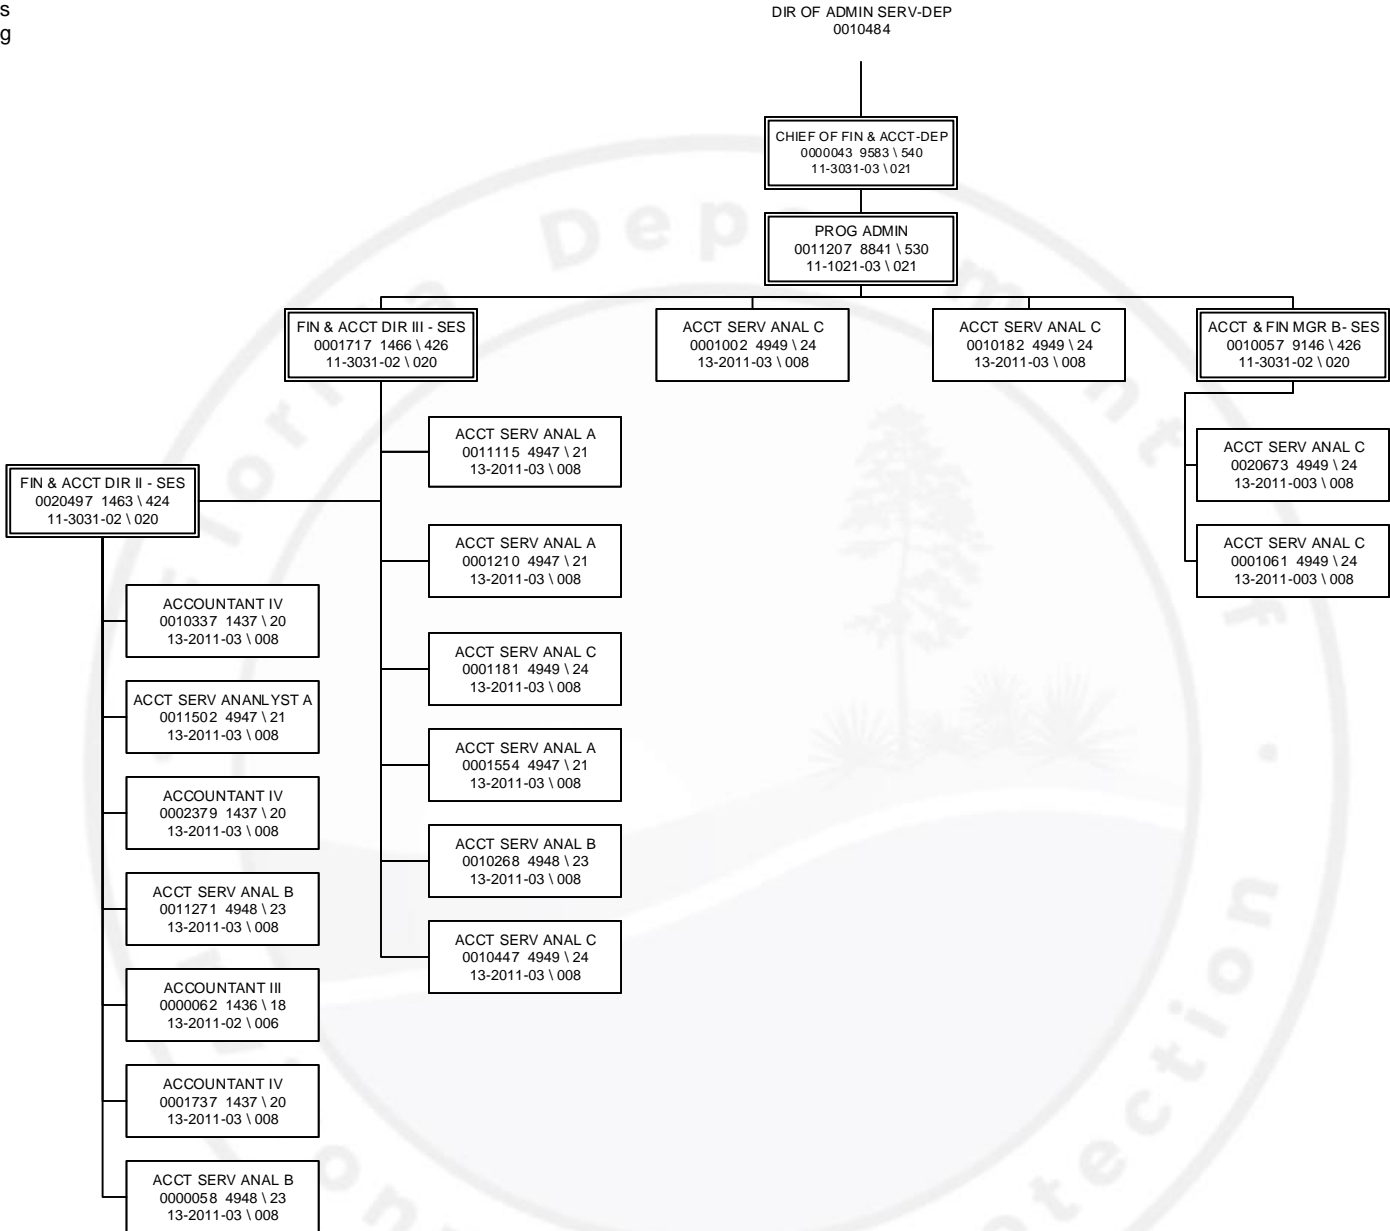 s
g
DIR OF ADMIN SERV-DEP
0010484
CHIEF OF FIN & ACCT-DEP
0000043 9583 \ 540
11-3031-03 \ 021
PROG ADMIN
0011207 8841 \ 530
11-1021-03 \ 021
FIN & ACCT DIR III - SES
0001717 1466 \ 426
11-3031-02 \ 020
ACCT SERV ANAL C
0001002 4949 \ 24
13-2011-03 \ 008
ACCT SERV ANAL C
0010182 4949 \ 24
13-2011-03 \ 008
ACCT & FIN MGR B- SES
0010057 9146 \ 426
11-3031-02 \ 020
ACCT SERV ANAL A
0011115 4947 \ 21
13-2011-03 \ 008
ACCT SERV ANAL C
0020673 4949 \ 24
13-2011-003 \ 008
FIN & ACCT DIR II - SES
0020497 1463 \ 424
11-3031-02 \ 020
ACCT SERV ANAL A
0001210 4947 \ 21
13-2011-03 \ 008
ACCT SERV ANAL C
0001061 4949 \ 24
13-2011-003 \ 008
ACCOUNTANT IV
0010337 1437 \ 20
13-2011-03 \ 008
ACCT SERV ANAL C
0001181 4949 \ 24
13-2011-03 \ 008
ACCT SERV ANANLYST A
0011502 4947 \ 21
13-2011-03 \ 008
ACCT SERV ANAL A
0001554 4947 \ 21
13-2011-03 \ 008
ACCOUNTANT IV
0002379 1437 \ 20
13-2011-03 \ 008
ACCT SERV ANAL B
0010268 4948 \ 23
13-2011-03 \ 008
ACCT SERV ANAL B
0011271 4948 \ 23
13-2011-03 \ 008
ACCT SERV ANAL C
0010447 4949 \ 24
13-2011-03 \ 008
ACCOUNTANT III
0000062 1436 \ 18
13-2011-02 \ 006
ACCOUNTANT IV
0001737 1437 \ 20
13-2011-03 \ 008
ACCT SERV ANAL B
0000058 4948 \ 23
13-2011-03 \ 008